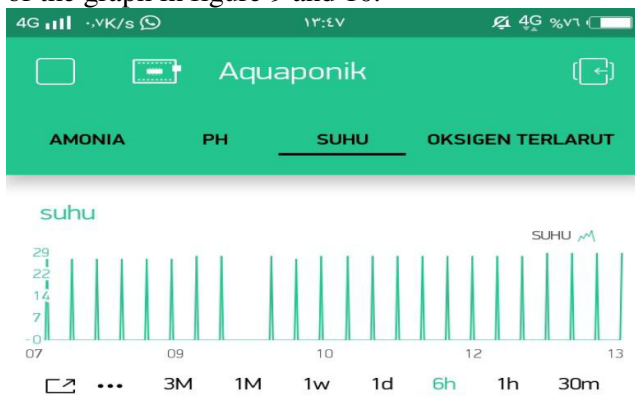 of the graph in figure 9 and 10.
4G ٠٫٧K/s ١٣:٤٧ 4G %٧٦
Aquaponik
AMONIA PH SUHU OKSIGEN TERLARUT
suhu
SUHU
29
22
14
7
-0
07 09 10 12 13
3M 1M 1w 1d 6h 1h 30m